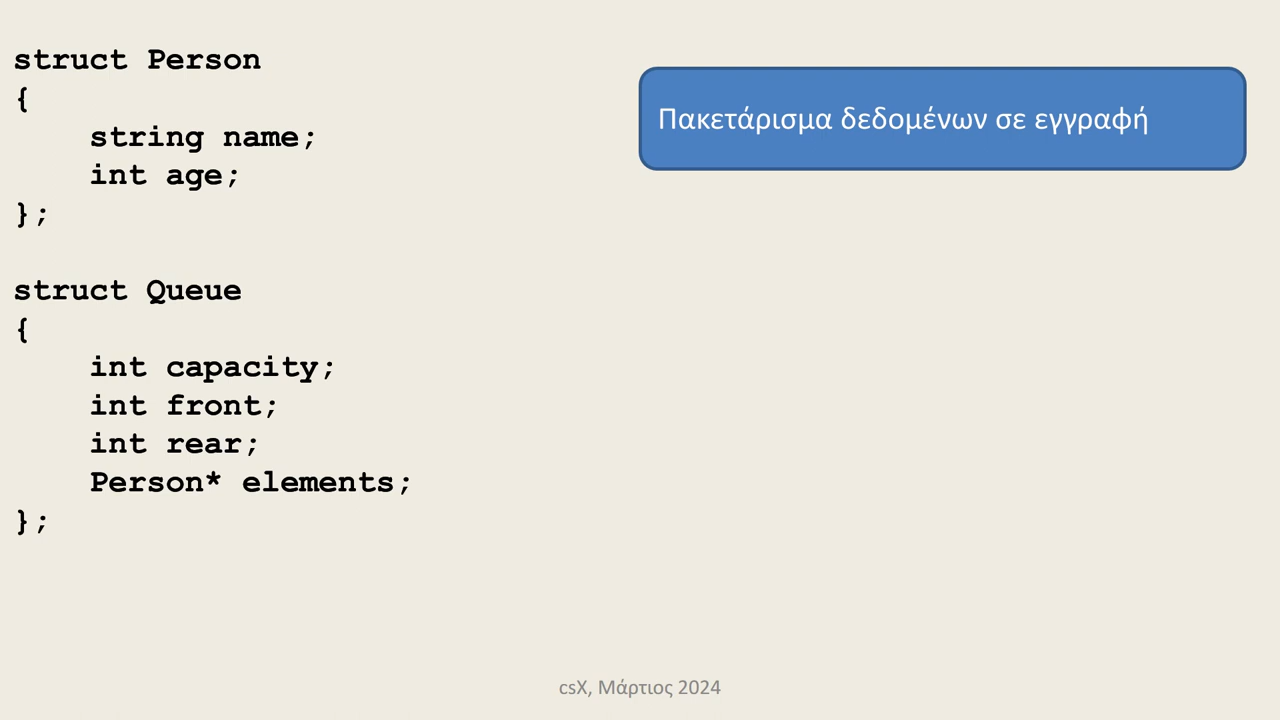 struct Person
{
    string name;
    int age;
};
struct Queue
{
    int capacity;
    int front;
    int rear;
    Person* elements;
};
Πακετάρισμα δεδομένων σε εγγραφή
csX, Μάρτιος 2024